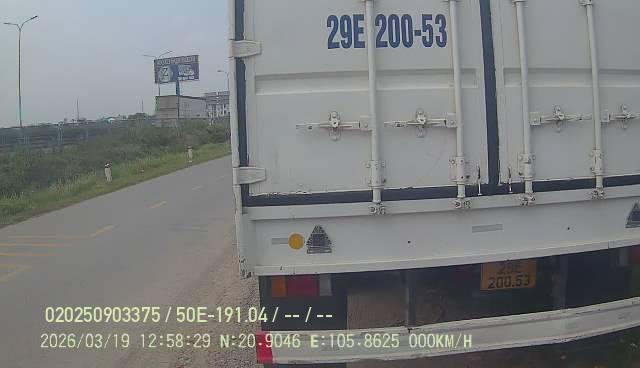 29E 200-53
29E
200.53
020250903375 / 50E-191.04 / -- / --
2026/03/19 12:58:29 N:20.9046 E:105.8625 000KM/H